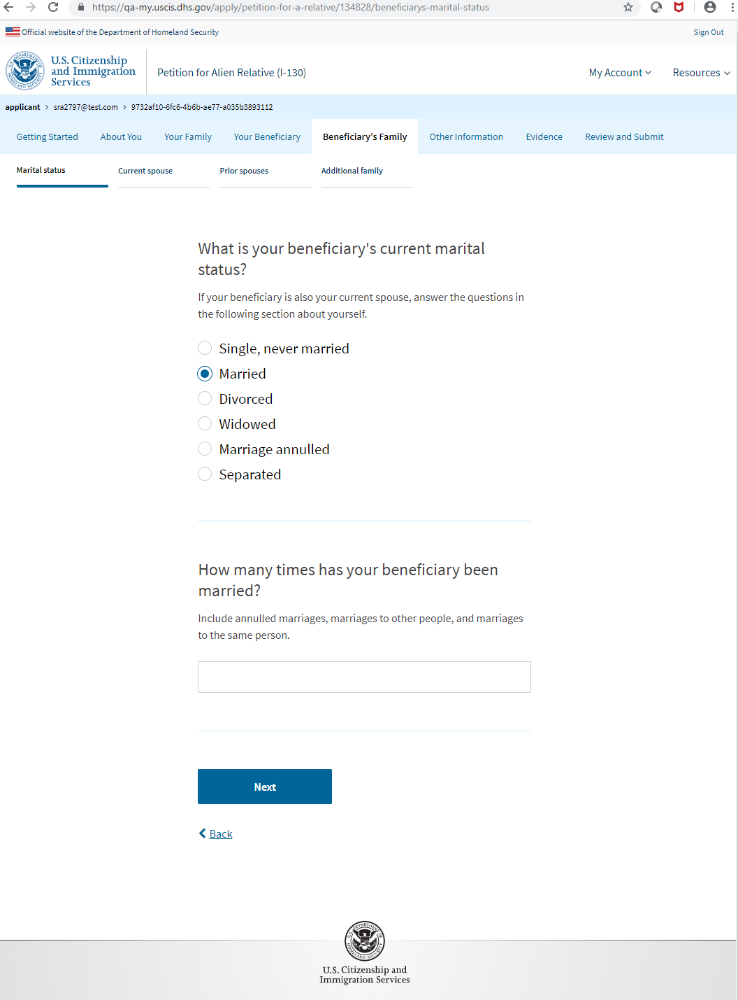 https://qa-my.uscis.dhs.gov/apply/petition-for-a-relative/134828/beneficiarys-marital-status
Official website of the Department of Homeland Security
Sign Out
U.S. Citizenship
and Immigration
Services
Petition for Alien Relative (I-130)
My Account
Resources
applicant > sra2797@test.com > 9732af10-6fc6-4b6b-ae77-a035b3893112
Getting Started
About You
Your Family
Your Beneficiary
Beneficiary's Family
Other Information
Evidence
Review and Submit
Marital status
Current spouse
Prior spouses
Additional family
What is your beneficiary's current marital
status?
If your beneficiary is also your current spouse, answer the questions in
the following section about yourself.
Single, never married
Married
Divorced
Widowed
Marriage annulled
Separated
How many times has your beneficiary been
married?
Include annulled marriages, marriages to other people, and marriages
to the same person.
Next
Back
U.S. Citizenship and
Immigration Services